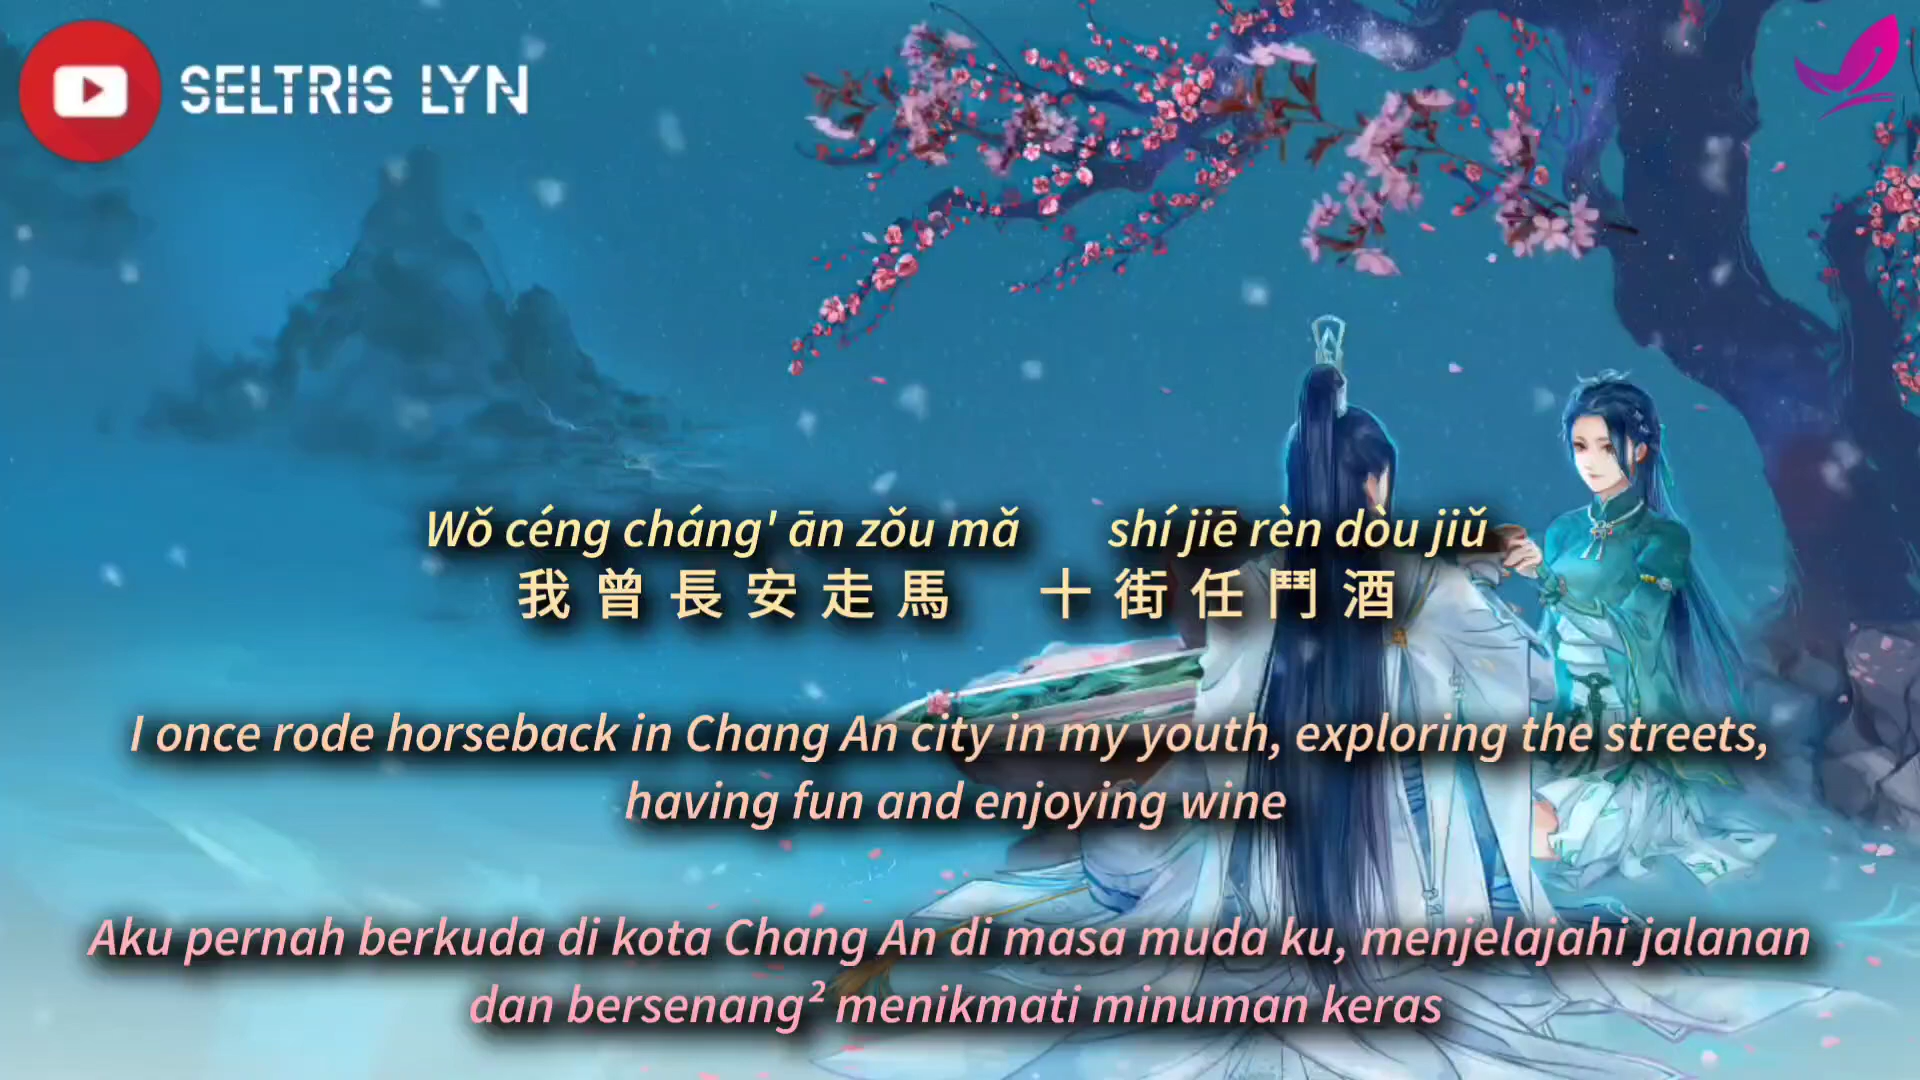 SELTRIS LYN
Wǒ céng cháng' ān zǒu mǎ shí jiē rèn dòu jiǔ
我曾長安走馬 十街任鬥酒
I once rode horseback in Chang An city in my youth, exploring the streets,
having fun and enjoying wine
Aku pernah berkuda di kota Chang An di masa muda ku, menjelajahi jalanan
dan bersenang² menikmati minuman keras